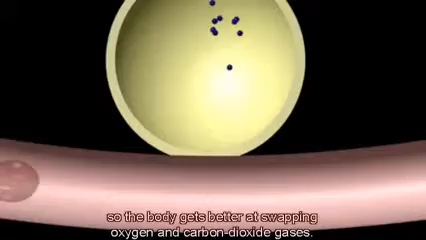 so the body gets better at swapping
oxygen and carbon-dioxide gases.